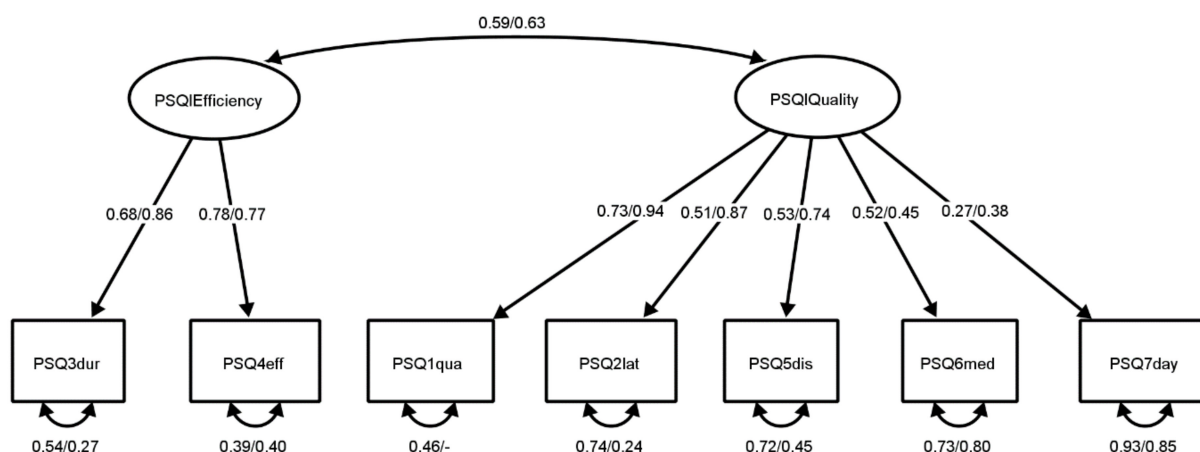 0.59/0.63
PSQIEfficiency
PSQIQuality
0.68/0.86
0.78/0.77
0.73/0.94
0.51/0.87
0.53/0.74
0.52/0.45
0.27/0.38
PSQ3dur
PSQ4eff
PSQ1qua
PSQ2lat
PSQ5dis
PSQ6med
PSQ7day
0.54/0.27
0.39/0.40
0.46/-
0.74/0.24
0.72/0.45
0.73/0.80
0.93/0.85